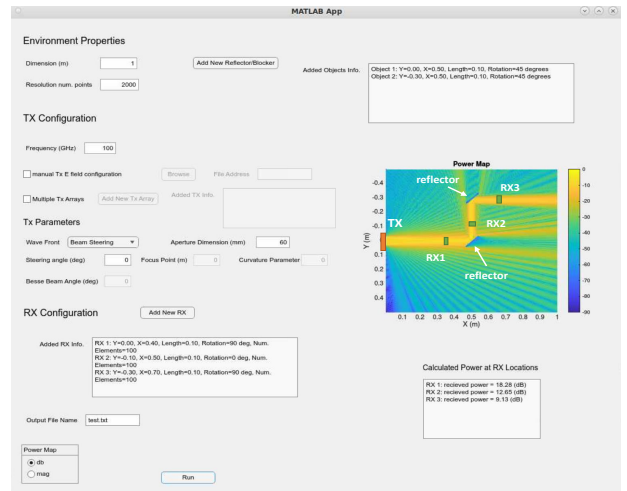 MATLAB App
Environment Properties
Dimension (m) 1
Add New Reflector/Blocker
Resolution num. points 2000
Added Objects Info.
Object 1: Y=0.00, X=0.50, Length=0.10, Rotation=45 degrees
Object 2: Y=-0.30, X=0.50, Length=0.10, Rotation=45 degrees
TX Configuration
Frequency (GHz) 100
manual Tx E field configuration
Browse
File Address
Multiple Tx Arrays
Add New Tx Array
Added TX Info
Tx Parameters
Wave Front Beam Steering
Aperture Dimension (mm) 60
Steering angle (deg) 0
Focus Point (m) 0
Curvature Parameter 0
Besse Beam Angle (deg) 0
Power Map
reflector
RX3
TX
RX2
RX1
reflector
Y (m)
-0.4
-0.3
-0.2
-0.1
0
0.1
0.2
0.3
0.4
0.1 0.2 0.3 0.4 0.5 0.6 0.7 0.8 0.9 1
X (m)
0
-10
-20
-30
-40
-50
-60
-70
-80
-90
RX Configuration
Add New RX
Added RX Info.
RX 1: Y=0.00, X=0.40, Length=0.10, Rotation=90 deg, Num.
Elements=100
RX 2: Y=-0.10, X=0.50, Length=0.10, Rotation=0 deg, Num.
Elements=100
RX 3: Y=-0.30, X=0.70, Length=0.10, Rotation=90 deg, Num.
Elements=100
Calculated Power at RX Locations
RX 1: recieved power = 18.28 (dB)
RX 2: recieved power = 12.65 (dB)
RX 3: recieved power = 9.13 (dB)
Output File Name test.txt
Power Map
db
mag
Run